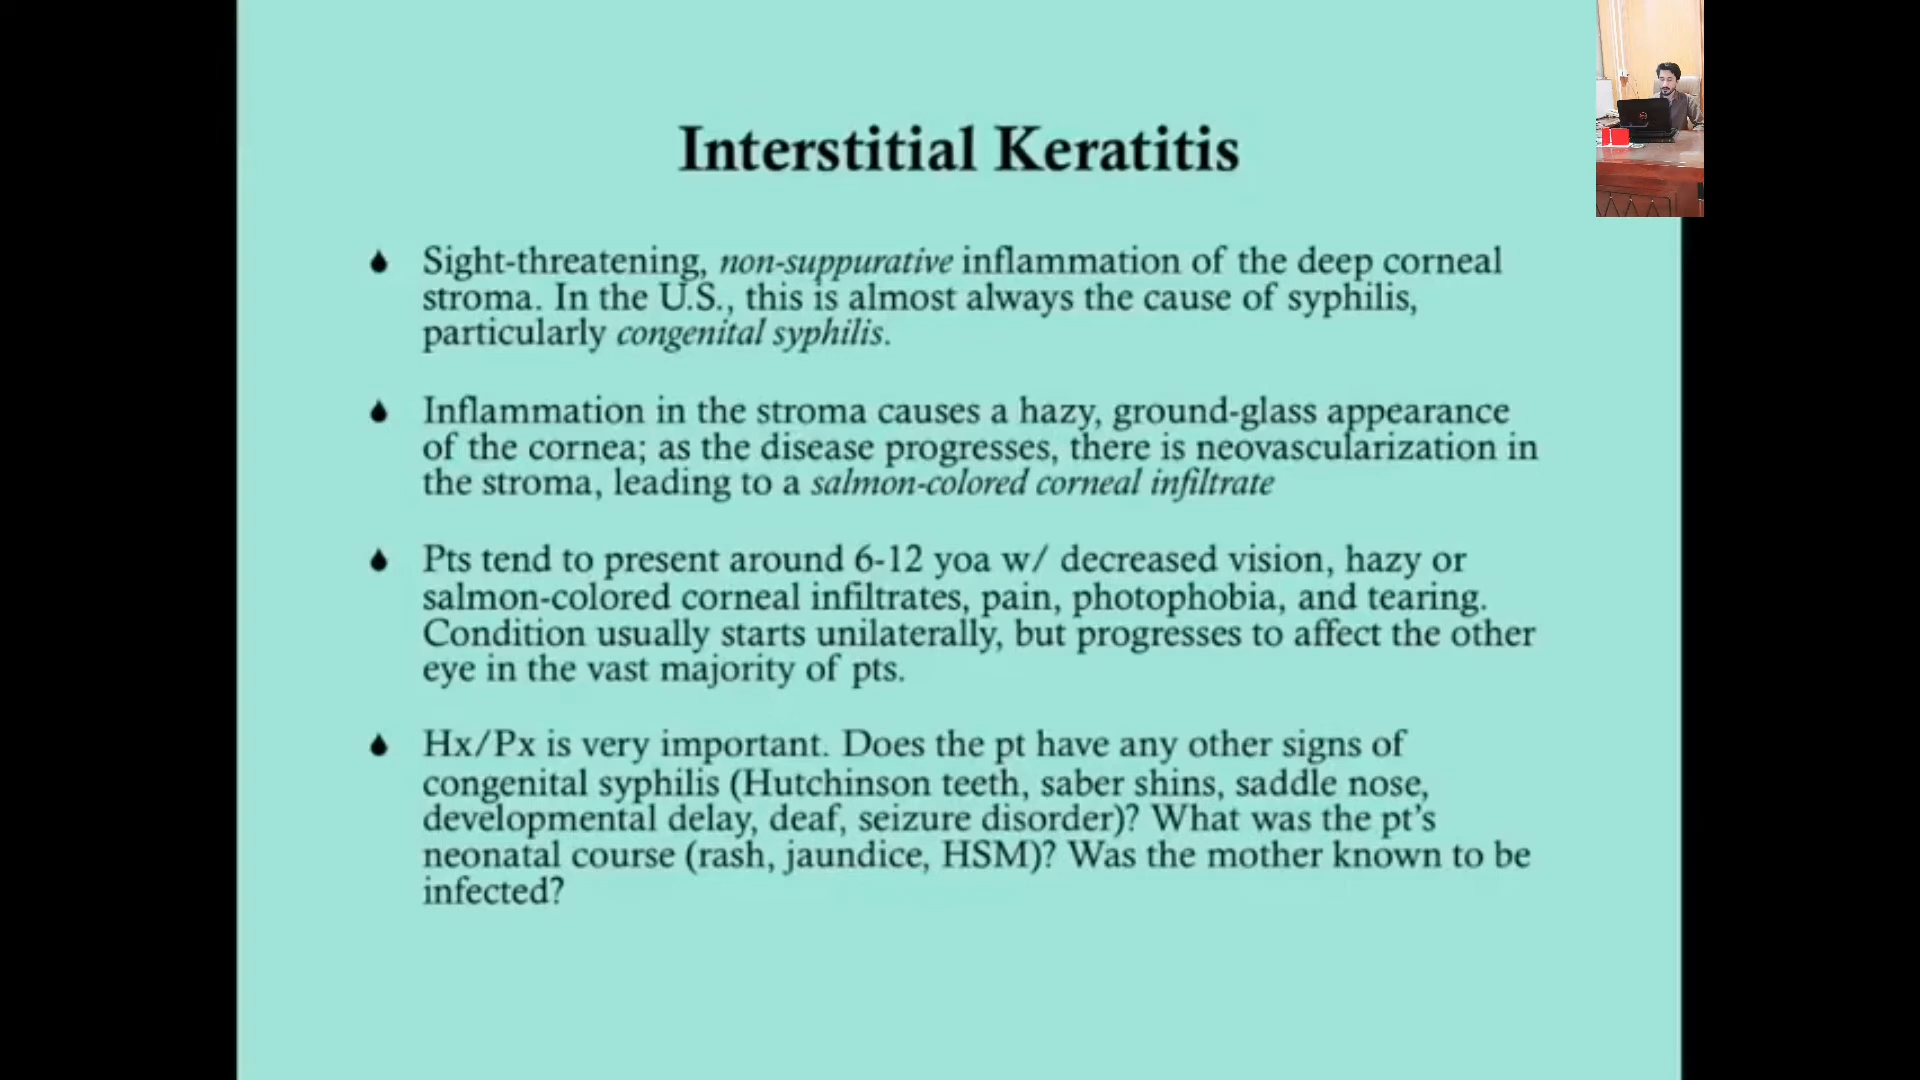 Interstitial Keratitis
Sight-threatening, non-suppurative inflammation of the deep corneal
stroma. In the U.S., this is almost always the cause of syphilis,
particularly congenital syphilis.
Inflammation in the stroma causes a hazy, ground-glass appearance
of the cornea; as the disease progresses, there is neovascularization in
the stroma, leading to a salmon-colored corneal infiltrate
Pts tend to present around 6-12 yoa w/ decreased vision, hazy or
salmon-colored corneal infiltrates, pain, photophobia, and tearing.
Condition usually starts unilaterally, but progresses to affect the other
eye in the vast majority of pts.
Hx/Px is very important. Does the pt have any other signs of
congenital syphilis (Hutchinson teeth, saber shins, saddle nose,
developmental delay, deaf, seizure disorder)? What was the pt's
neonatal course (rash, jaundice, HSM)? Was the mother known to be
infected?